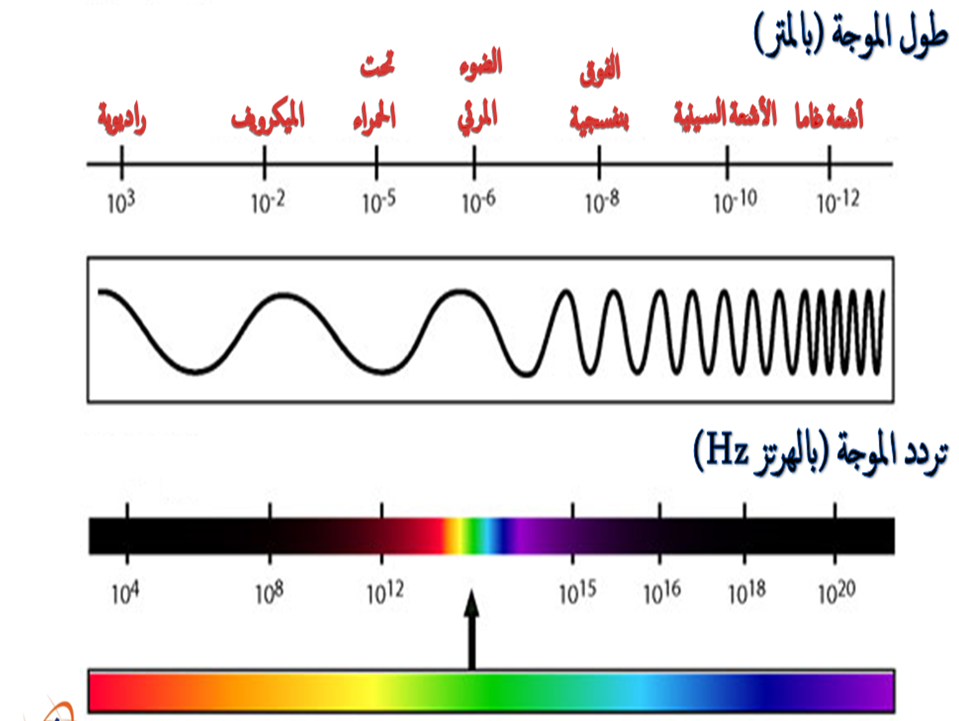 طول الموجة (بالمتر)
راديوية الميكرويف تحت الحمراء الضوء المرئي الفوق بنفسجية الأشعة السينية أشعة غاما
10³ 10⁻² 10⁻⁵ 10⁻⁶ 10⁻⁸ 10⁻¹⁰ 10⁻¹²
تردد الموجة (بالهرتز Hz)
10⁴ 10⁸ 10¹² 10¹⁵ 10¹⁶ 10¹⁸ 10²⁰